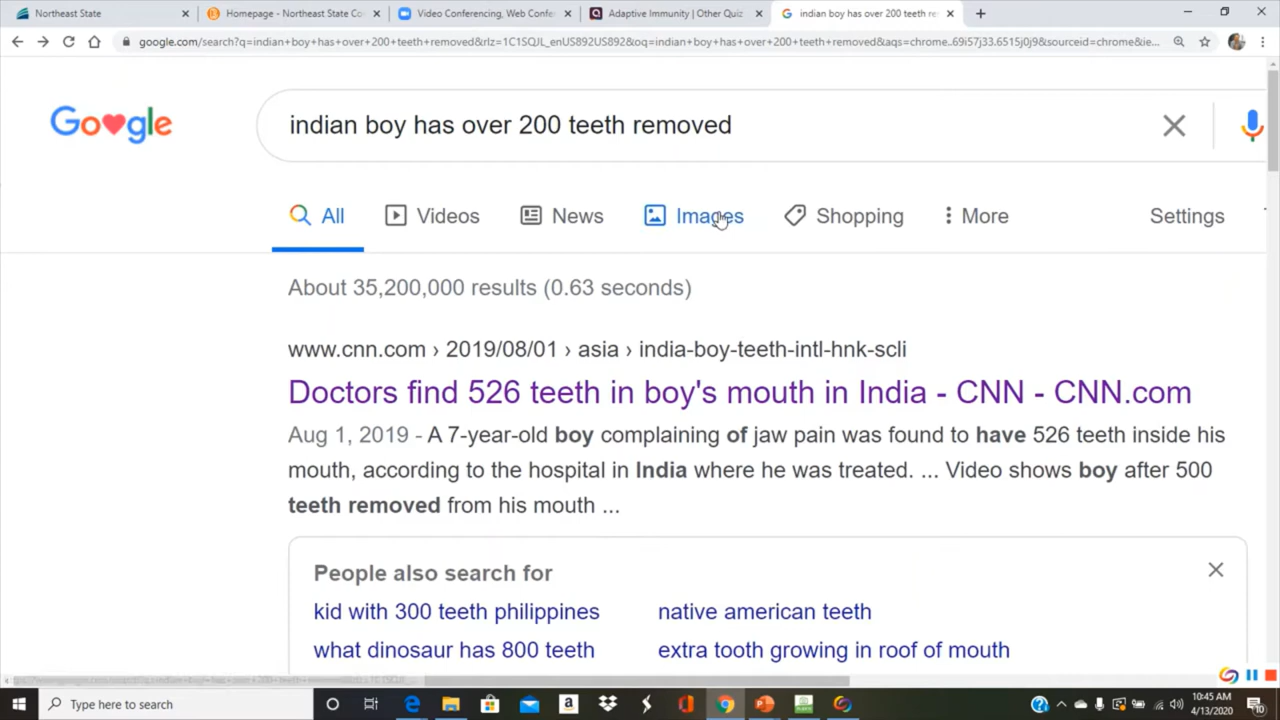 Northeast State
Homepage - Northeast State Co
Video Conferencing, Web Confe
Adaptive Immunity | Other Quiz
indian boy has over 200 teeth re
google.com/search?q=indian+boy+has+over+200+teeth+removed&rlz=1C1SQJL_enUS892US892&oq=indian+boy+has+over+200+teeth+removed&aqs=chrome..69i57j33.6515j0j9&sourceid=chrome&ie...
Google
indian boy has over 200 teeth removed
All
Videos
News
Images
Shopping
More
Settings
About 35,200,000 results (0.63 seconds)
www.cnn.com › 2019/08/01 › asia › india-boy-teeth-intl-hnk-scli
Doctors find 526 teeth in boy's mouth in India - CNN - CNN.com
Aug 1, 2019 - A 7-year-old boy complaining of jaw pain was found to have 526 teeth inside his
mouth, according to the hospital in India where he was treated. ... Video shows boy after 500
teeth removed from his mouth ...
People also search for
kid with 300 teeth philippines
native american teeth
what dinosaur has 800 teeth
extra tooth growing in roof of mouth
Type here to search
10:45 AM
4/13/2020